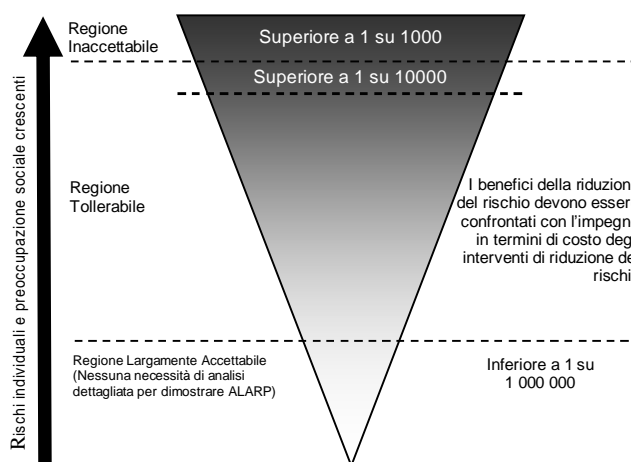 Regione
Inaccettabile
Superiore a 1 su 1000
Superiore a 1 su 10000
Rischi individuali e preoccupazione sociale crescenti
Regione
Tollerabile
I benefici della riduzion
del rischio devono esser
confrontati con l'impegn
in termini di costo deg
interventi di riduzione de
rischi
Regione Largamente Accettabile
(Nessuna necessità di analisi
dettagliata per dimostrare ALARP)
Inferiore a 1 su
1 000 000